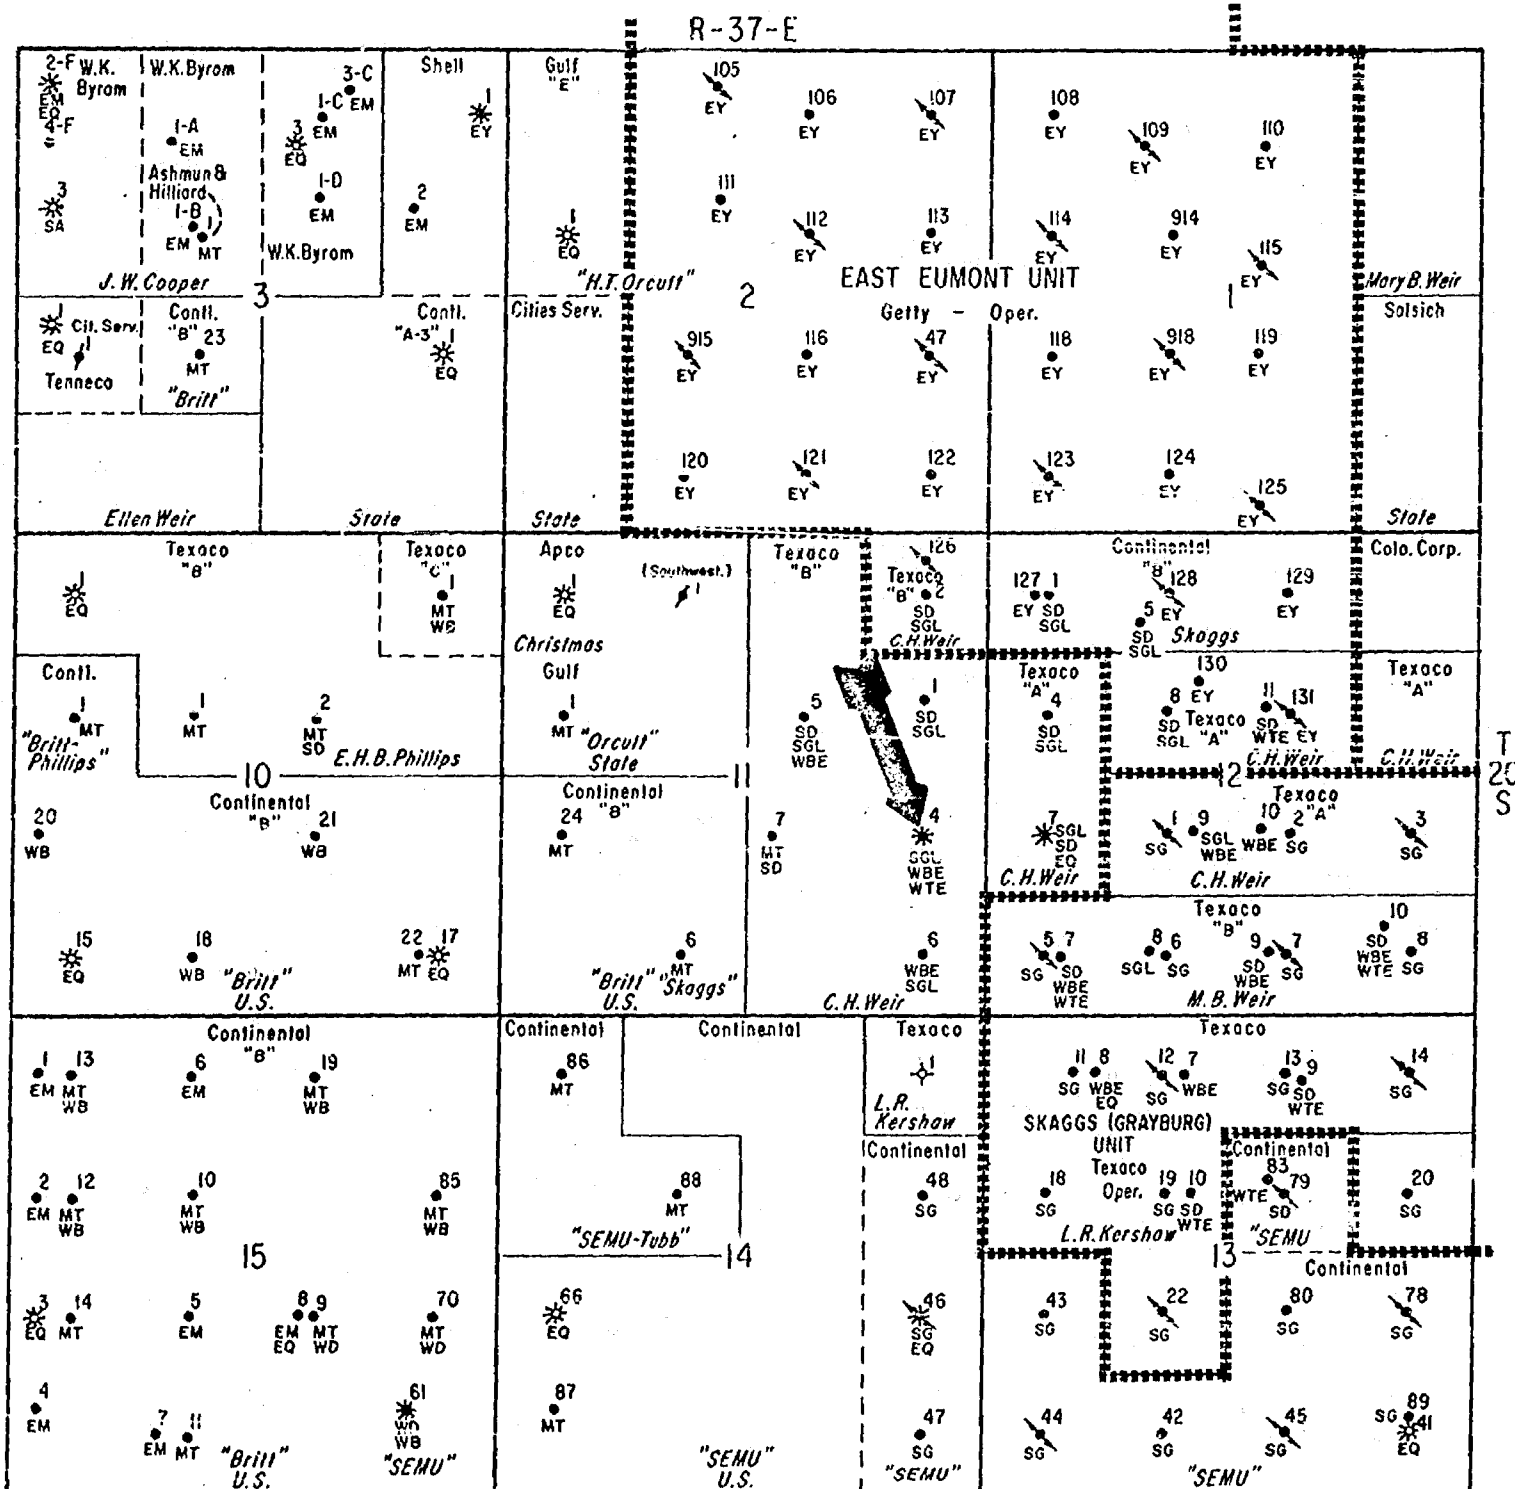 R-37-E
2-F W.K. Byrom
EM
EQ
4-F
3
SA
W.K.Byrom
1-A
EM
Ashmun &
Hilliard
1-B
EM
1
MT
J.W.Cooper
3-C
EM
1-C
EM
3
EQ
1-D
EM
W.K.Byrom
Shell
1
EY
2
EM
Gulf
"E"
1
EQ
"H.T.Orcutt"
3
105
EY
106
EY
107
EY
108
EY
109
EY
110
EY
111
EY
112
EY
113
EY
114
EY
914
EY
115
EY
2
EAST EUMONT UNIT
Getty - Oper.
1
Mary B. Weir
1
EQ
Cit. Serv.
1
Tenneco
Contl.
"B"
23
MT
"Britt"
Contl.
"A-3"
1
EQ
Cities Serv.
915
EY
116
EY
47
EY
118
EY
918
EY
119
EY
Solsich
120
EY
121
EY
122
EY
123
EY
124
EY
125
EY
Ellen Weir
State
State
State
Texaco
"B"
1
EQ
Texaco
"C"
1
MT
WB
Apco
1
EQ
Christmas
(Southwest.)
1
Texaco
"B"
126
Texaco
"B"
2
SD
SGL
C.H.Weir
127
EY
1
SD
SGL
Continental
"B"
128
EY
5
SD
SGL
Skaggs
129
EY
Colo. Corp.
Contl.
1
MT
"Britt-
Phillips"
1
MT
2
MT
SD
E.H.B.Phillips
Gulf
1
MT
"Orcutt"
State
5
SD
SGL
WBE
1
SD
SGL
Texaco
"A"
4
SD
SGL
130
EY
8
SD
SGL
Texaco
"A"
11
SD
WTE
131
EY
C.H.Weir
Texaco
"A"
C.H.Weir
T
20
S
10
11
12
20
WB
Continental
"B"
21
WB
Continental
"B"
24
MT
7
MT
SD
4
SGL
WBE
WTE
7
SGL
SD
EQ
C.H.Weir
1
SG
9
SGL
WBE
Texaco
"A"
10
WBE
2
SG
3
SG
C.H.Weir
15
EQ
18
WB
"Britt"
U.S.
22
MT
17
EQ
6
MT
"Britt"
U.S.
"Skaggs"
6
WBE
SGL
C.H.Weir
Texaco
"B"
5
SG
7
SD
WBE
WTE
8
SGL
6
SG
9
SD
WBE
7
SG
10
SD
WBE
WTE
8
SG
M.B.Weir
Continental
"B"
1
EM
13
MT
WB
6
EM
19
MT
WB
Continental
86
MT
Continental
Texaco
1
L.R.
Kershaw
Texaco
11
SG
8
WBE
EQ
12
SG
7
WBE
13
SG
9
SD
WTE
14
SG
SKAGGS (GRAYBURG)
UNIT
Texaco
Oper.
2
EM
12
MT
WB
10
MT
WB
85
MT
WB
88
MT
"SEMU-Tubb"
Continental
48
SG
18
SG
19
SG
10
SD
WTE
L.R.Kershaw
Continental
83
WTE
79
SD
"SEMU
20
SG
15
14
13
Continental
3
EQ
14
MT
5
EM
8
EM
EQ
9
MT
WD
70
MT
WD
66
EQ
46
SG
EQ
43
SG
22
SG
80
SG
78
SG
4
EM
7
EM
11
MT
"Britt"
U.S.
61
WD
WB
"SEMU"
87
MT
"SEMU"
U.S.
47
SG
"SEMU"
44
SG
42
SG
45
SG
89
SG
41
EQ
"SEMU"